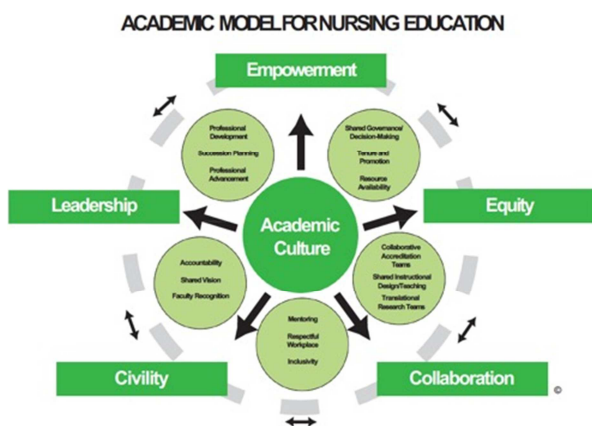 ACADEMIC MODEL FOR NURSING EDUCATION
Empowerment
Professional
Development
Succession Planning
Professional
Advancement
Shared Governance/
Decision-Making
Tenure and
Promotion
Resource
Availability
Leadership
Academic
Culture
Equity
Accountability
Shared Vision
Faculty Recognition
Collaborative
Accreditation
Teams
Shared Instructional
Design/Teaching
Translational
Research Teams
Mentoring
Respectful
Workplace
Inclusivity
Civility
Collaboration
©